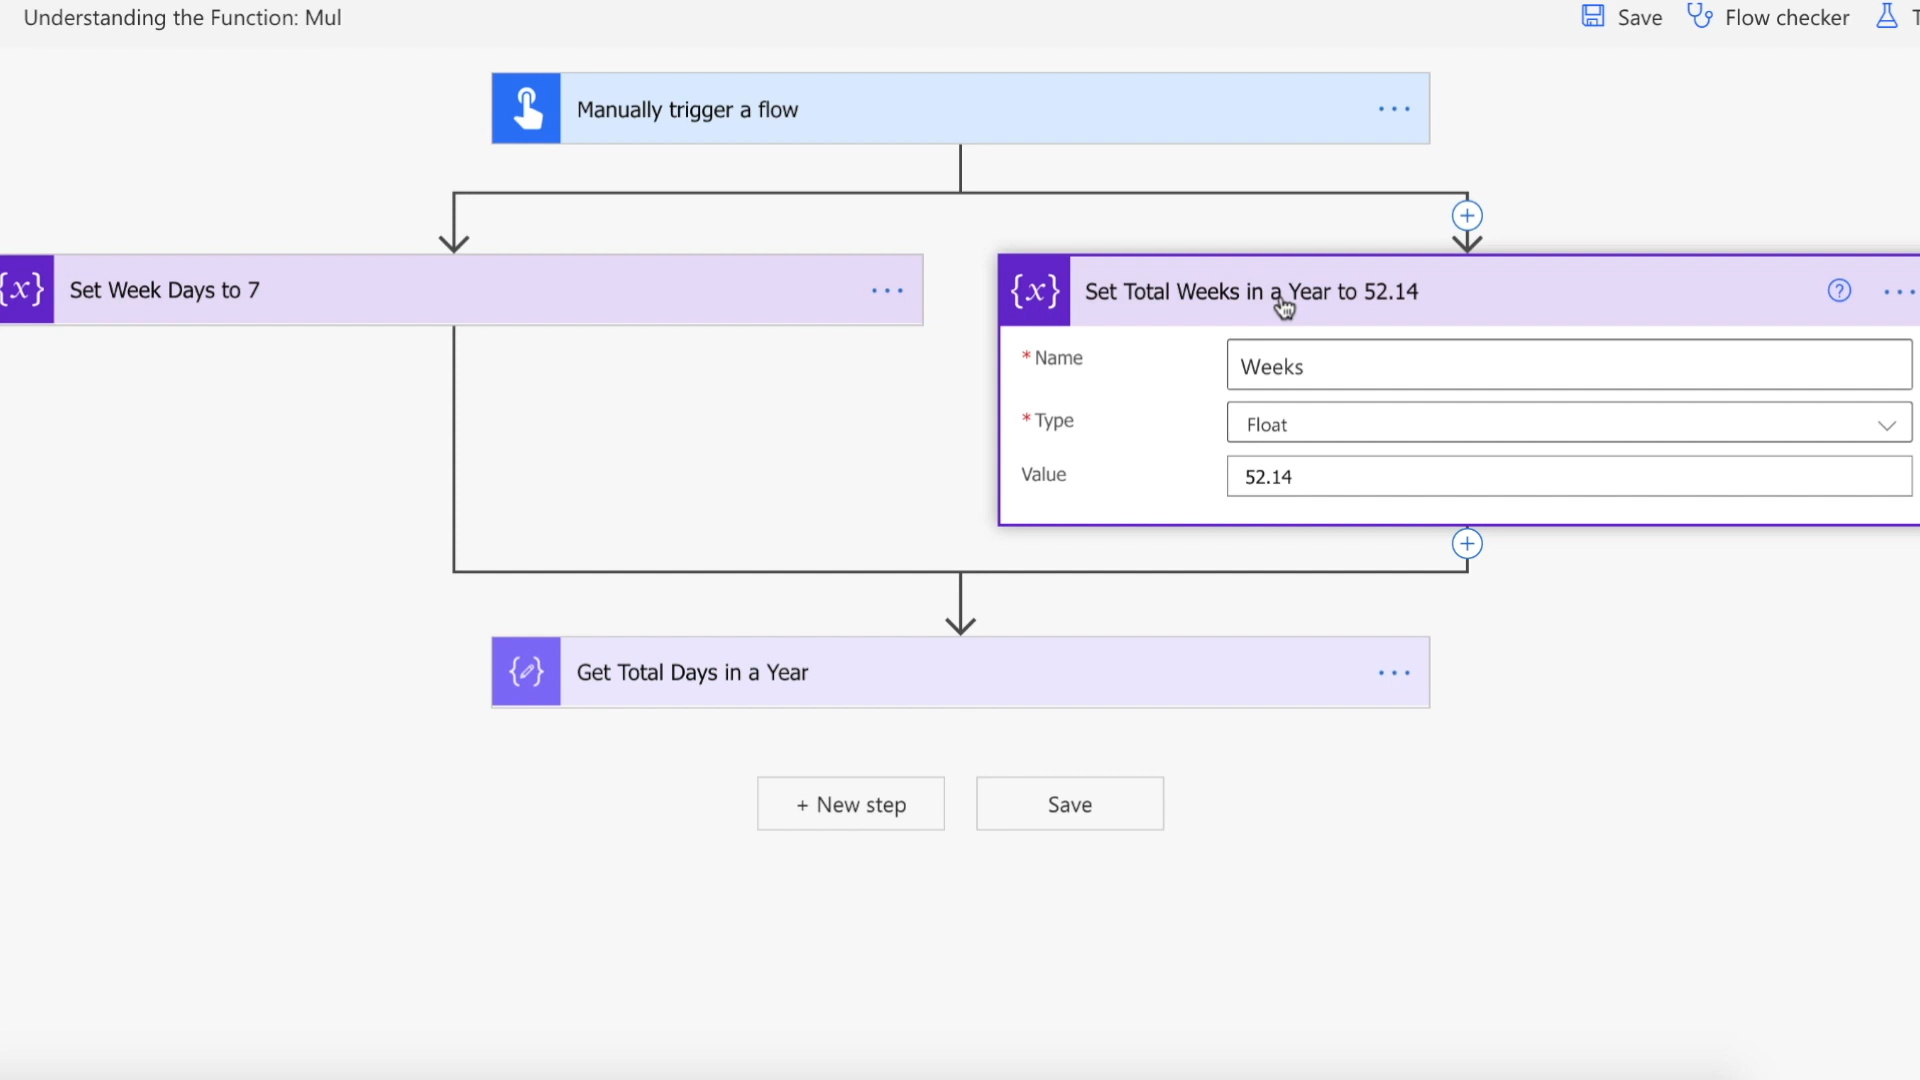 Understanding the Function: Mul
Save
Flow checker
T
Manually trigger a flow
{x}
Set Week Days to 7
{x}
Set Total Weeks in a Year to 52.14
?
* Name
Weeks
* Type
Float
Value
52.14
Get Total Days in a Year
+ New step
Save